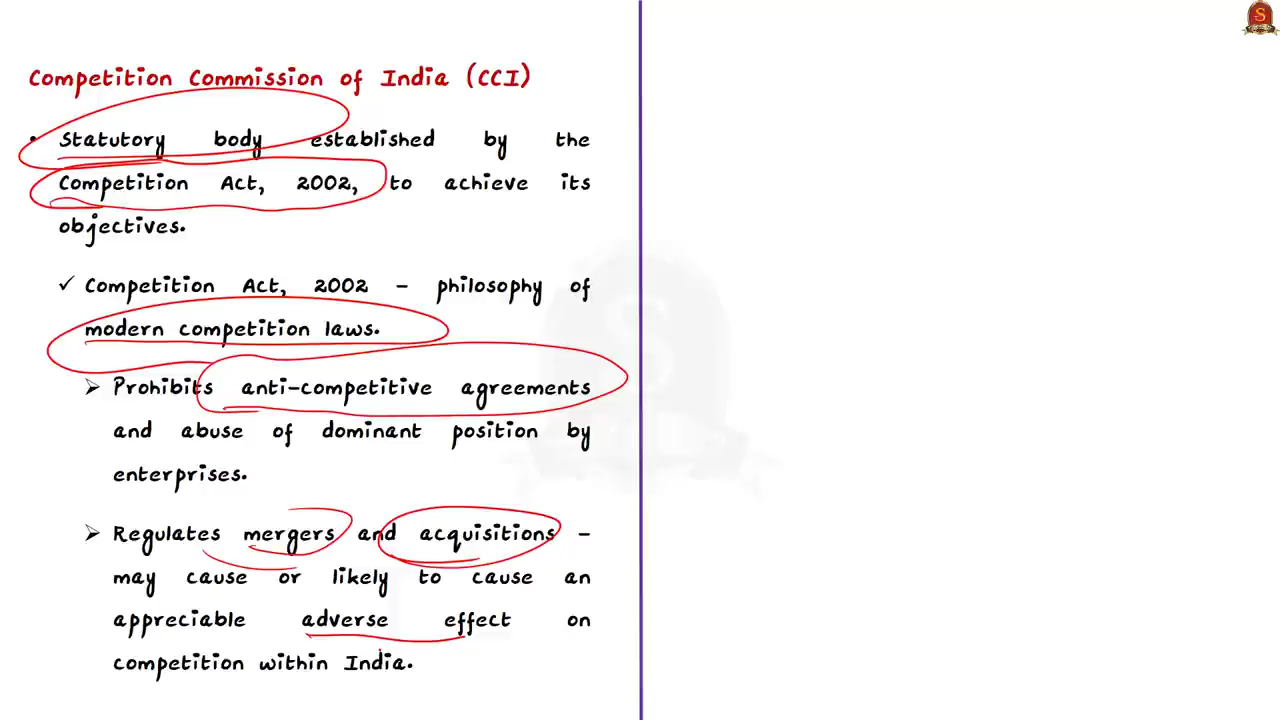 Competition Commission of India (CCI)
• Statutory body established by the
Competition Act, 2002, to achieve its
objectives.
✓ Competition Act, 2002 – philosophy of
modern competition laws.
➢ Prohibits anti-competitive agreements
and abuse of dominant position by
enterprises.
➢ Regulates mergers and acquisitions –
may cause or likely to cause an
appreciable adverse effect on
competition within India.
S